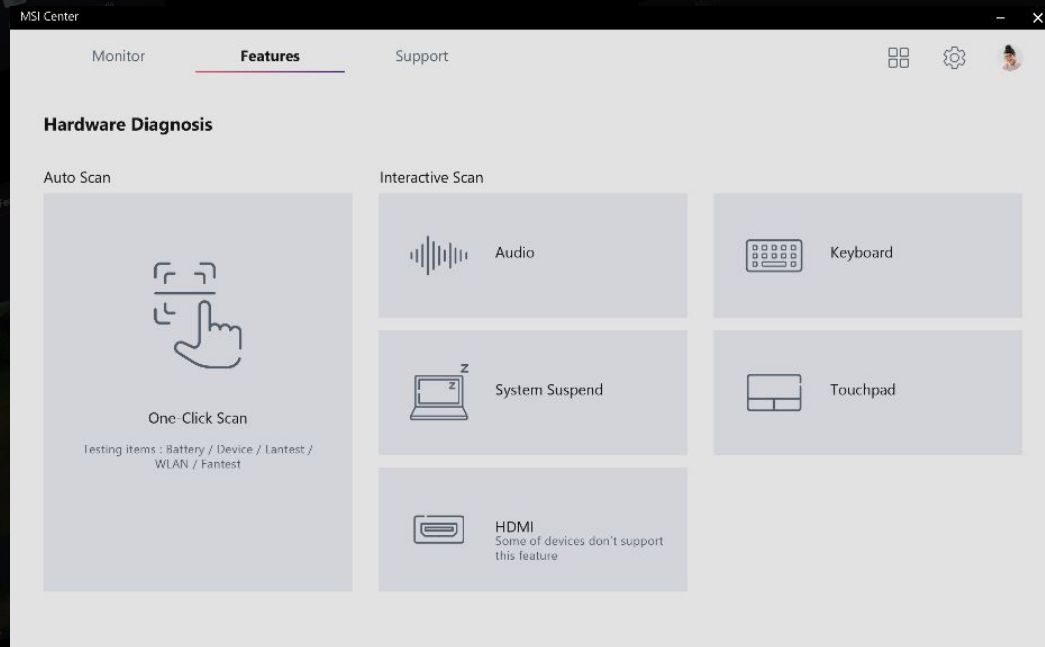 MSI Center
Monitor
Features
Support
Hardware Diagnosis
Auto Scan
Interactive Scan
Audio
Keyboard
One-Click Scan
Testing items : Battery / Device / Lantest /
WLAN / Fantest
System Suspend
z
z
Touchpad
HDMI
Some of devices don't support
this feature